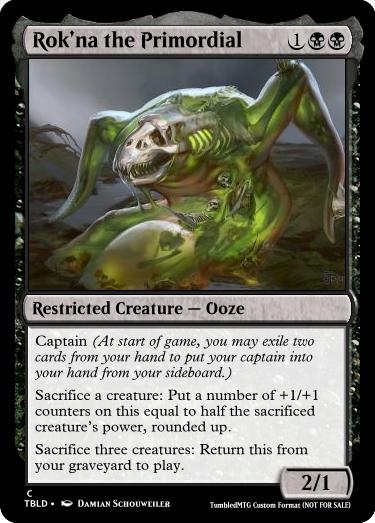 Rok'na the Primordial 1
Restricted Creature — Ooze
Captain (At start of game, you may exile two
cards from your hand to put your captain into
your hand from your sideboard.)
Sacrifice a creature: Put a number of +1/+1
counters on this equal to half the sacrificed
creature's power, rounded up.
Sacrifice three creatures: Return this from
your graveyard to play.
2/1
C
TBLD • Damian Schouweiler
TumbledMTG Custom Format (NOT FOR SALE)